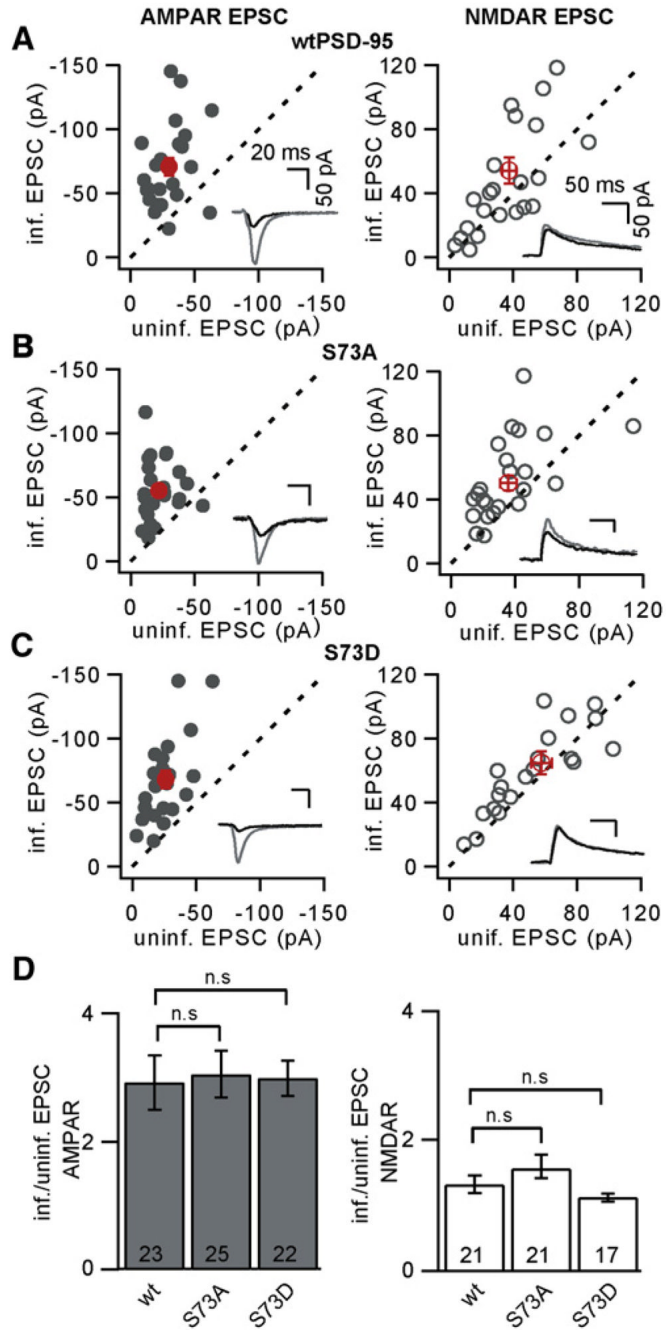 AMPAR EPSC NMDAR EPSC
A wtPSD-95
-150 120
-100 80
-50 40
0 0
inf. EPSC (pA) inf. EPSC (pA)
20 ms 50 pA 50 ms 50 pA
0 -50 -100 -150 0 40 80 120
uninf. EPSC (pA) unif. EPSC (pA)
B S73A
-150 120
-100 80
-50 40
0 0
inf. EPSC (pA) inf. EPSC (pA)
0 -50 -100 -150 0 40 80 120
uninf. EPSC (pA) unif. EPSC (pA)
C S73D
-150 120
-100 80
-50 40
0 0
inf. EPSC (pA) inf. EPSC (pA)
0 -50 -100 -150 0 40 80 120
uninf. EPSC (pA) unif. EPSC (pA)
D
n.s
n.s
4
2
0
inf./uninf. EPSC
AMPAR
23 25 22
wt S73A S73D
n.s
n.s
4
2
0
inf./uninf. EPSC
NMDAR
21 21 17
wt S73A S73D